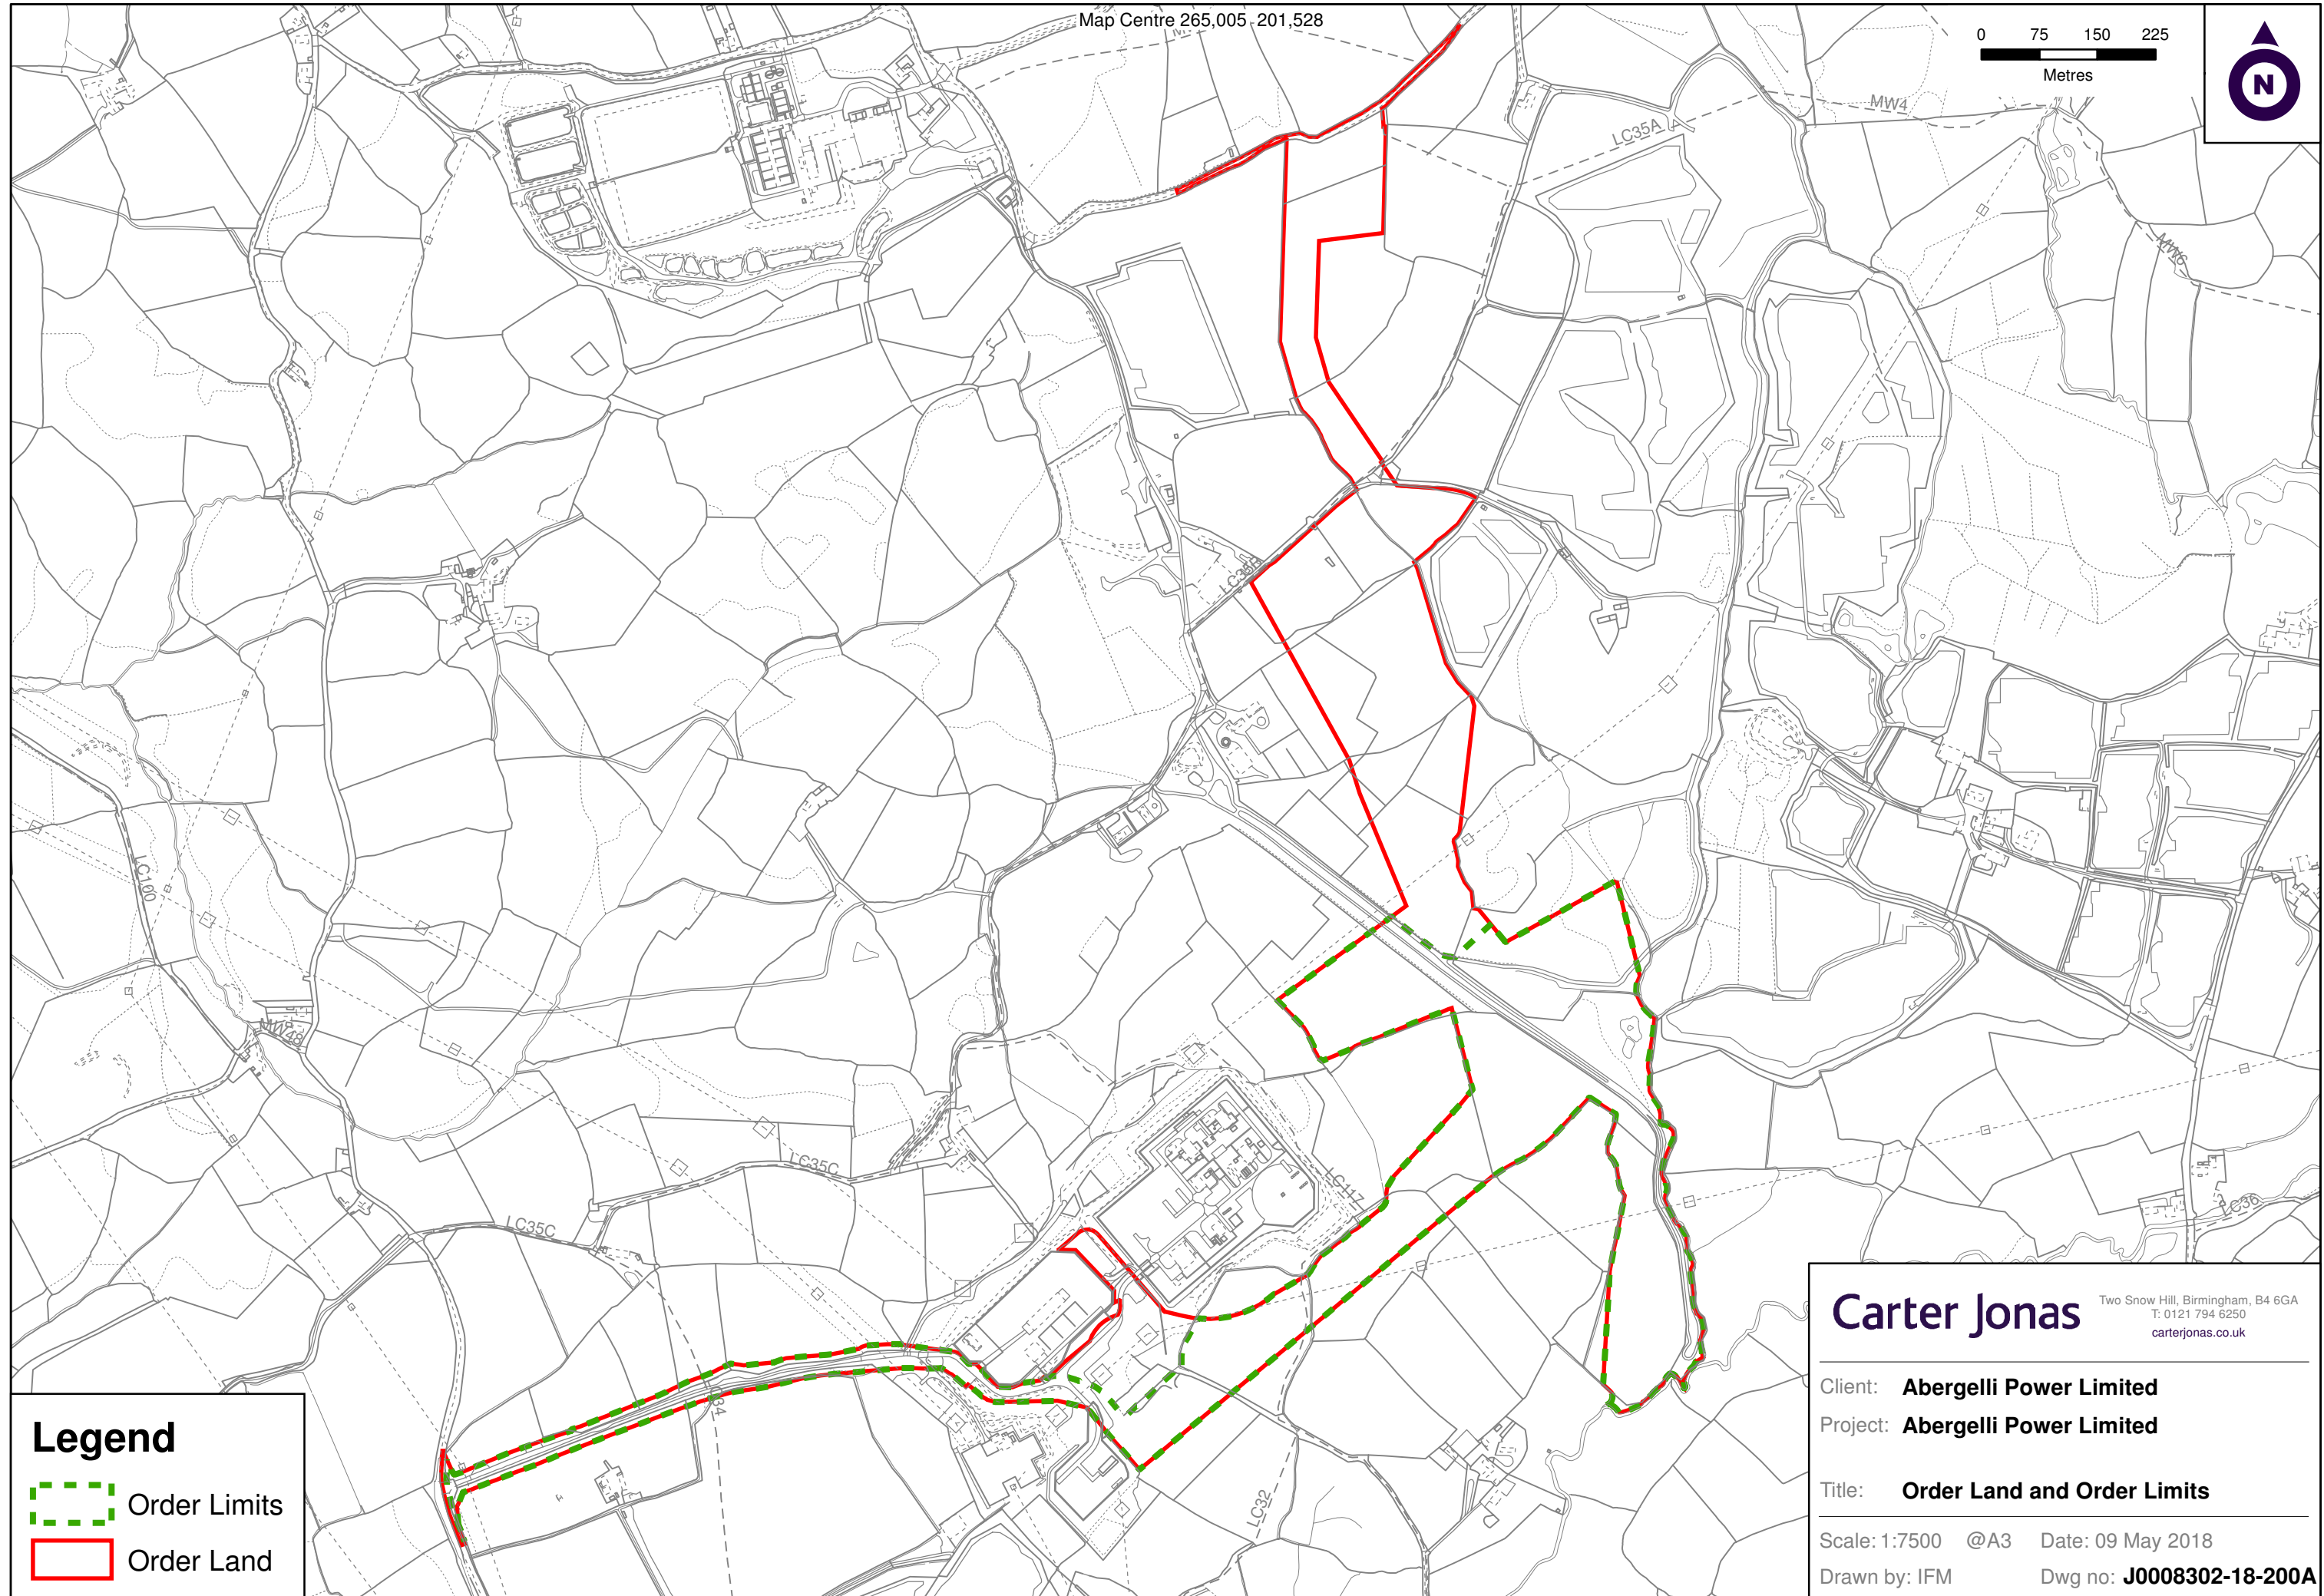 Map Centre 265,005 201,528
0 75 150 225
Metres
N
MW4
LC35A
MW6
LC35B
LC100
MW48
LC35C
LC35C
LC117
LC36
LC32
Legend
Order Limits
Order Land
Carter Jonas
Two Snow Hill, Birmingham, B4 6GA
T: 0121 794 6250
carterjonas.co.uk
Client: Abergelli Power Limited
Project: Abergelli Power Limited
Title: Order Land and Order Limits
Scale: 1:7500 @A3 Date: 09 May 2018
Drawn by: IFM Dwg no: J0008302-18-200A